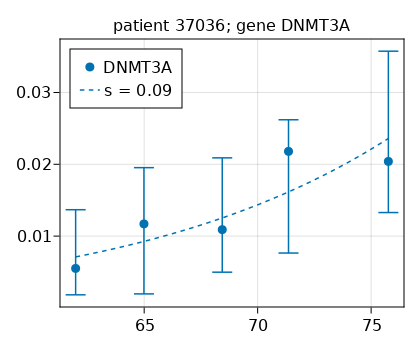 patient 37036; gene DNMT3A
DNMT3A
s = 0.09
0.03
0.02
0.01
65
70
75